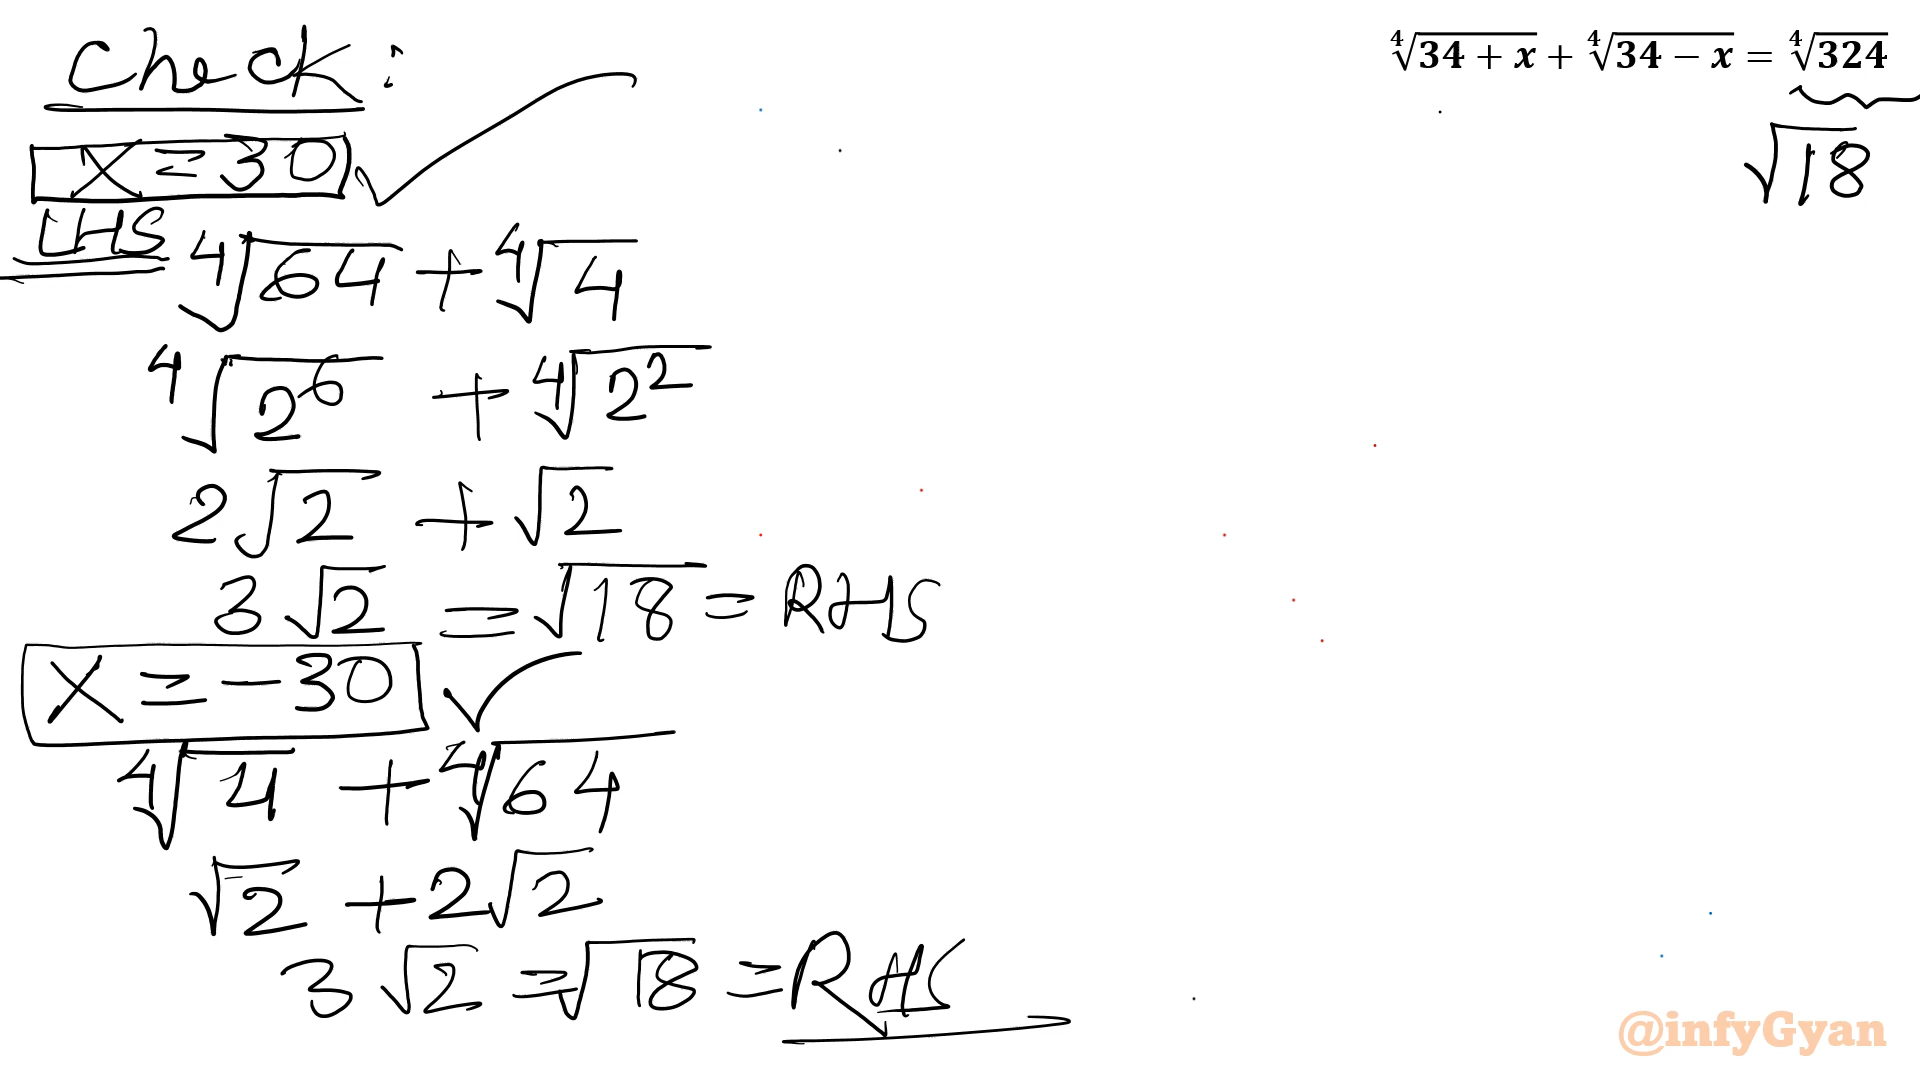 Check:
∜(34 + x) + ∜(34 − x) = ∜324
√18
x = 30
LHS
∜64 + ∜4
∜2⁶ + ∜2²
2√2 + √2
3√2 = √18 = RHS
x = −30
∜4 + ∜64
√2 + 2√2
3√2 = √18 = RHS
@infyGyan